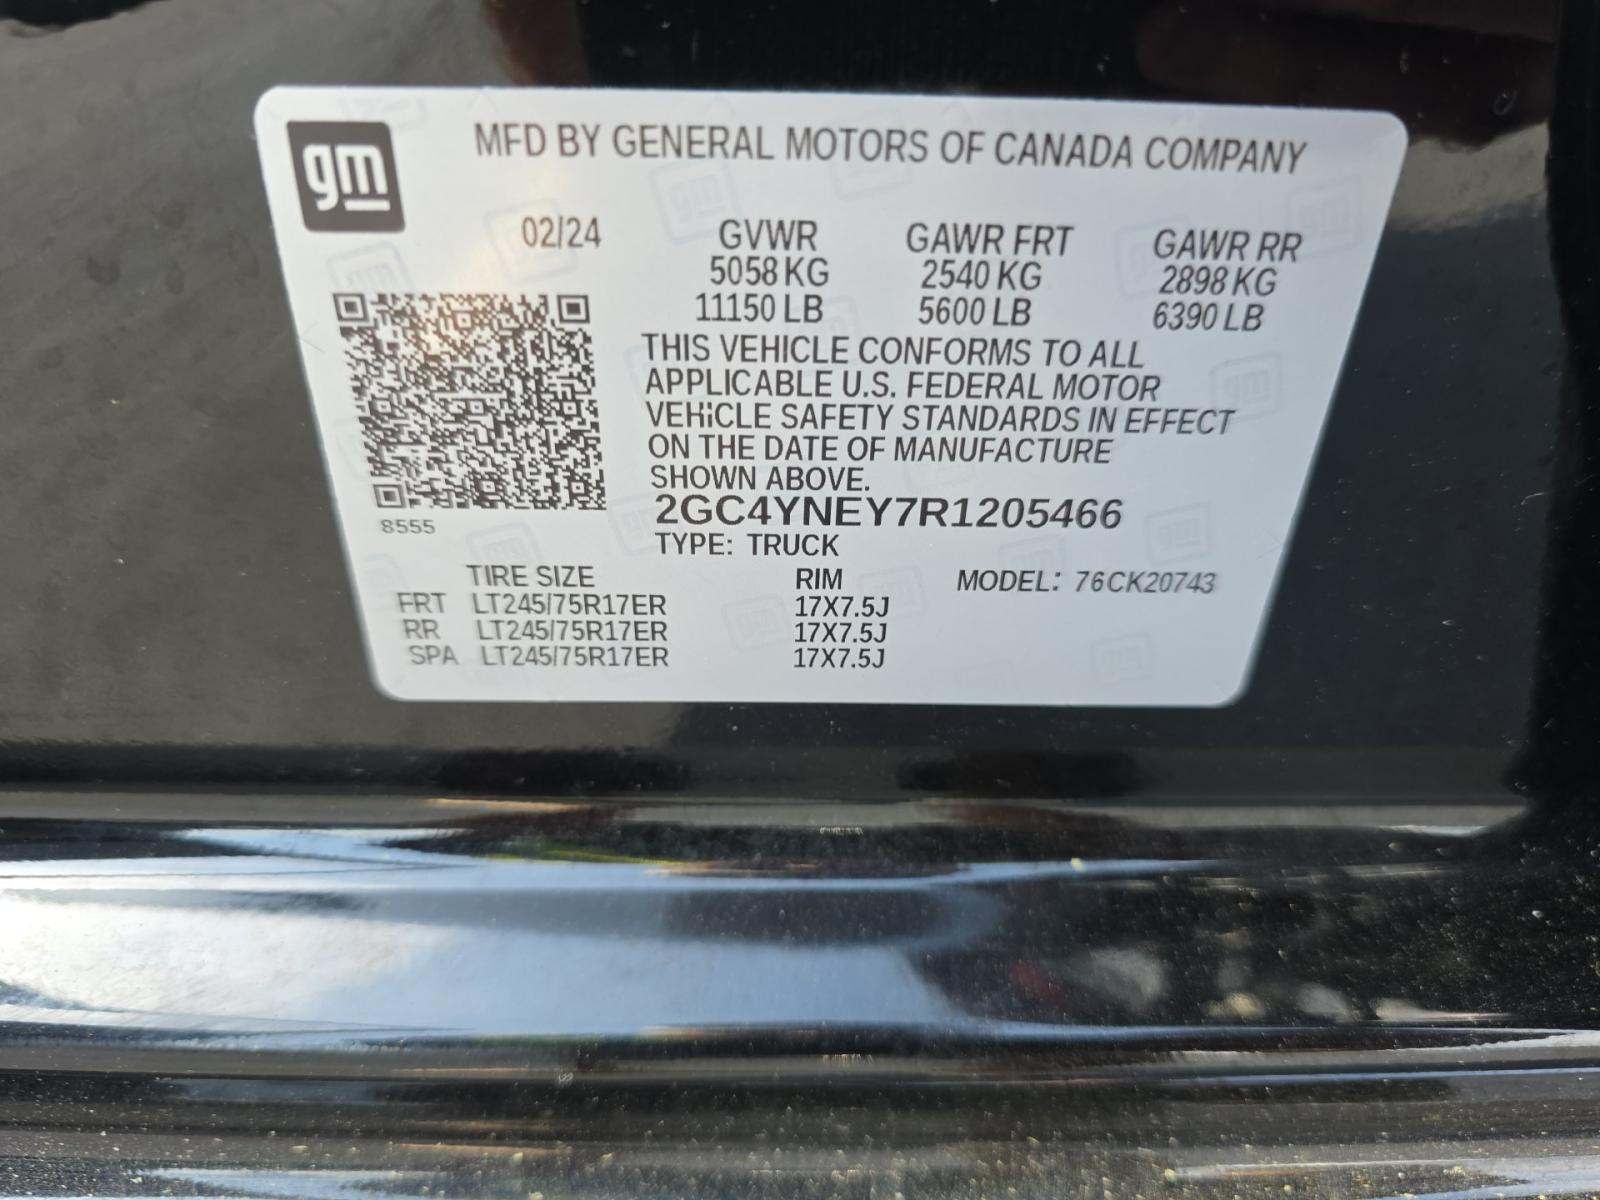 gm
MFD BY GENERAL MOTORS OF CANADA COMPANY
02/24 GVWR GAWR FRT GAWR RR
5058 KG 2540 KG 2898 KG
11150 LB 5600 LB 6390 LB
THIS VEHICLE CONFORMS TO ALL
APPLICABLE U.S. FEDERAL MOTOR
VEHICLE SAFETY STANDARDS IN EFFECT
ON THE DATE OF MANUFACTURE
SHOWN ABOVE.
2GC4YNEY7R1205466
8555
TYPE: TRUCK
TIRE SIZE RIM MODEL: 76CK20743
FRT LT245/75R17ER 17X7.5J
RR LT245/75R17ER 17X7.5J
SPA LT245/75R17ER 17X7.5J